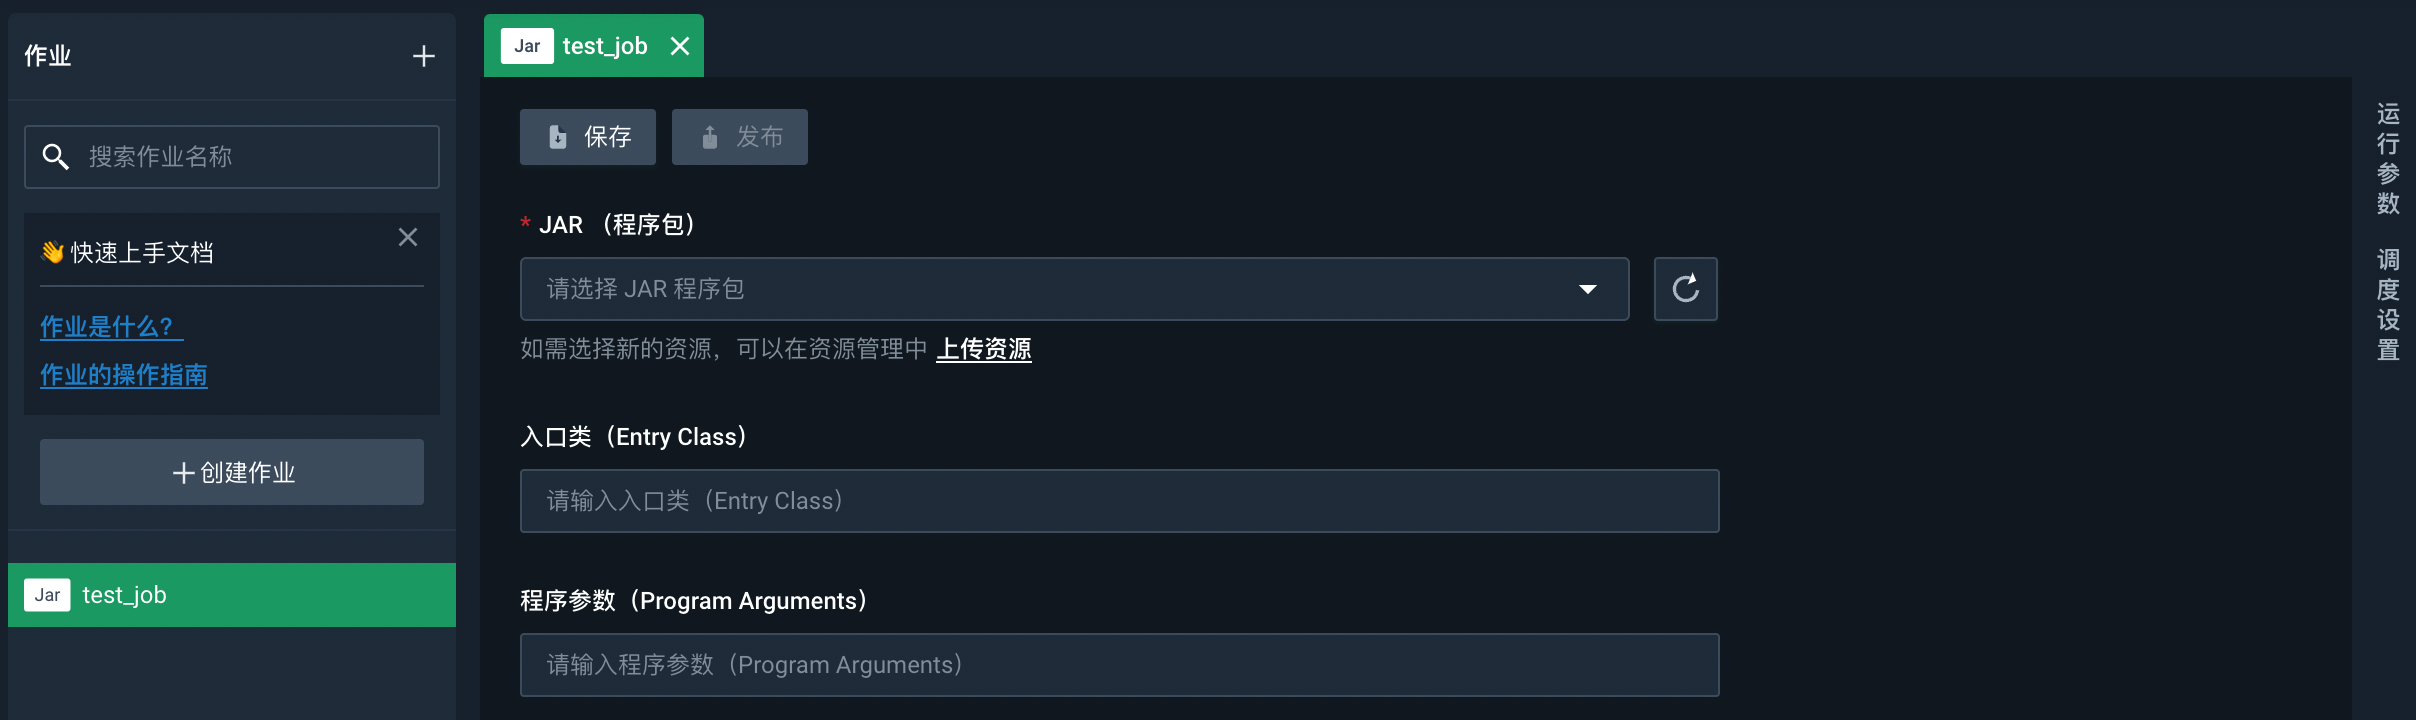 作业
搜索作业名称
👋 快速上手文档
作业是什么?
作业的操作指南
创建作业
Jar test_job
Jar test_job
保存 发布
* JAR （程序包）
请选择 JAR 程序包
如需选择新的资源，可以在资源管理中 上传资源
入口类（Entry Class）
请输入入口类（Entry Class）
程序参数（Program Arguments）
请输入程序参数（Program Arguments）
运行参数
调度设置